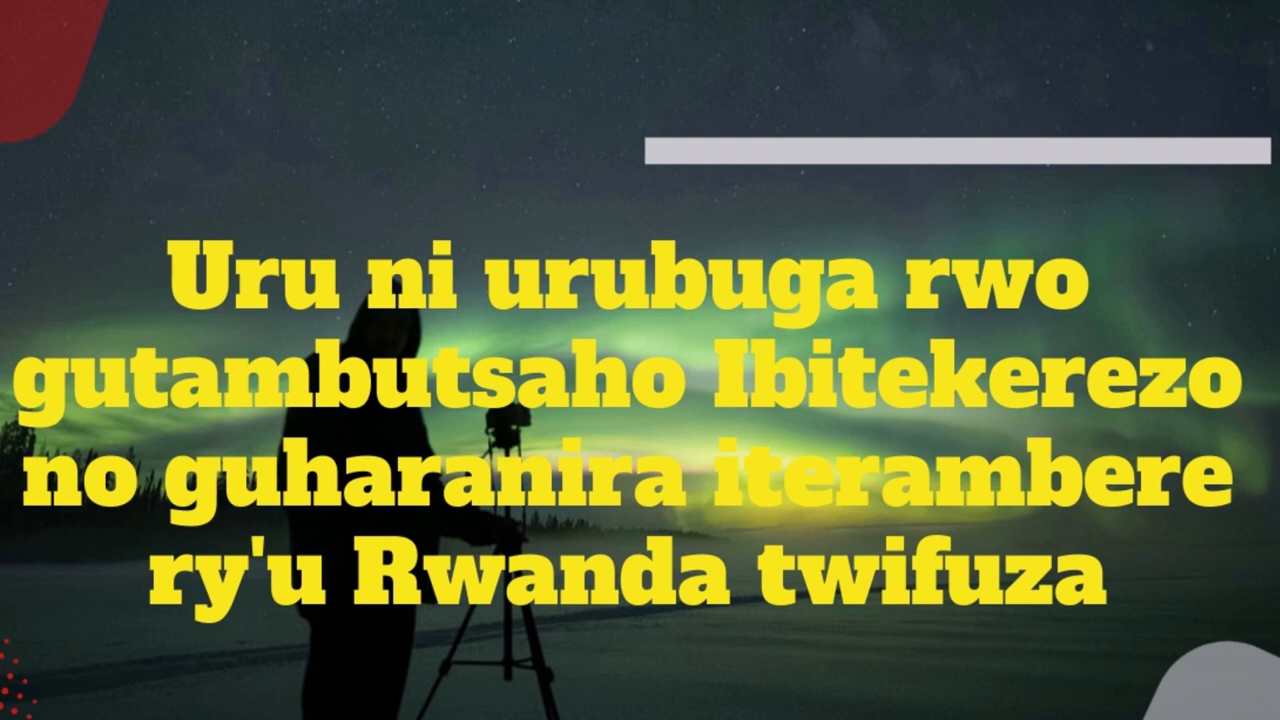 Uru ni urubuga rwo
gutambutsaho Ibitekerezo
no guharanira iterambere
ry'u Rwanda twifuza